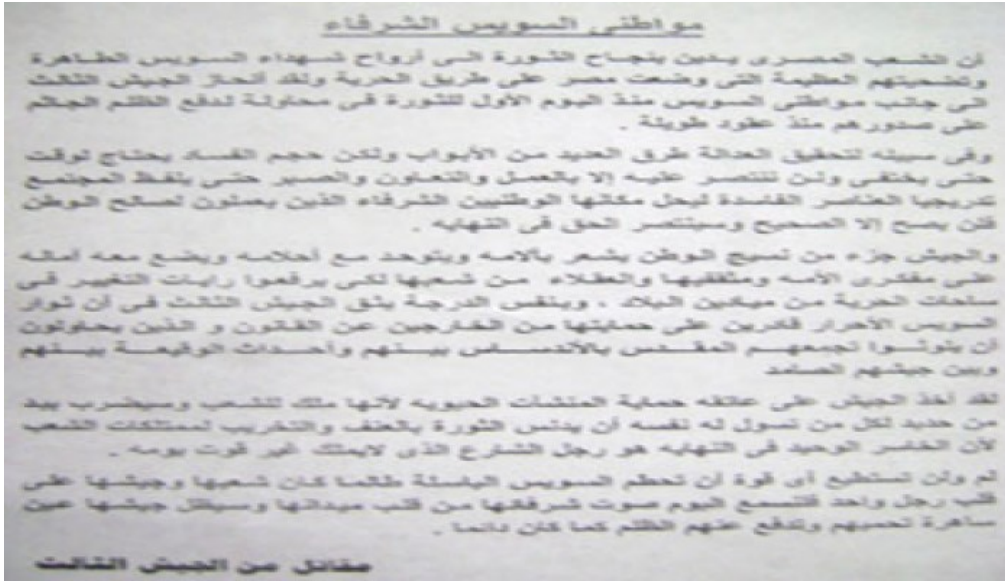 مواطنى السويس الشرفاء
أن الشعب المصرى يدين بنجاح الثورة الى أرواح شهداء السويس الطاهرة
وتضحيتهم العظيمة التى وضعت مصر على طريق الحرية ولقد أنحاز الجيش الثالث
الى جانب مواطنى السويس منذ اليوم الأول للثورة فى محاولة لدفع الظلم الجاثم
على صدورهم منذ عقود طويلة .
وفى سبيله لتحقيق العدالة طرق العديد من الأبواب ولكن حجم الفساد يحتاج لوقت
حتى يختفى ولن ننتصر عليه إلا بالعمل والتعاون والصبر حتى يلفظ المجتمع
تدريجيا العناصر الفاسدة ليحل مكانها الوطنيين الشرفاء الذين يعملون لصالح الوطن
فلن يصح إلا الصحيح وسينتصر الحق فى النهايه .
والجيش جزء من نسيج الوطن يشعر بألامه ويتوحد مع أحلامه ويضع معه أماله
على مفكرى الأمه ومثقفيها والعقلاء من شعبها لكى يرفعوا رايات التغيير فى
ساحات الحرية من ميادين البلاد ، وبنفس الدرجة يثق الجيش الثالث فى أن ثوار
السويس الأحرار قادرين على حمايتها من الخارجين عن القانون و الذين يحاولون
أن يلوثوا تجمعهم المقدس بالأندساس بينهم وأحداث الوقيعة بينهم
وبين جيشهم الصامد
لقد أخذ الجيش على عاتقه حماية المنشأت الحيويه لأنها ملك للشعب وسيضرب بيد
من حديد لكل من تسول له نفسه أن يدنس الثورة بالعنف والتخريب لممتلكات الشعب
لأن الخاسر الوحيد فى النهايه هو رجل الشارع الذى لايمتلك غير قوت يومه .
لم ولن تستطيع أى قوة أن تحطم السويس الباسلة طالما كان شعبها وجيشها على
قلب رجل واحد فلنسمع اليوم صوت شرفائها من قلب ميدانها وسيظل جيشها عين
ساهرة تحميهم وتدفع عنهم الظلم كما كان دائما .
مقاتل من الجيش الثالث